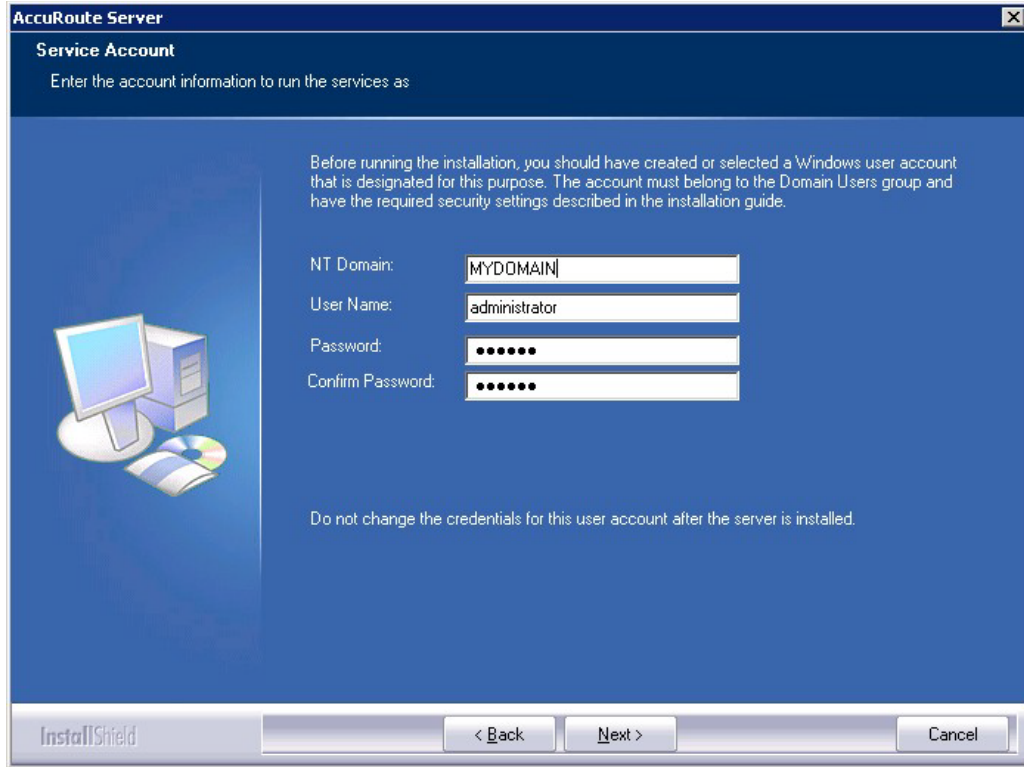 AccuRoute Server
Service Account
Enter the account information to run the services as
Before running the installation, you should have created or selected a Windows user account
that is designated for this purpose. The account must belong to the Domain Users group and
have the required security settings described in the installation guide.
NT Domain: MYDOMAIN
User Name: administrator
Password: ●●●●●●
Confirm Password: ●●●●●●
Do not change the credentials for this user account after the server is installed.
InstallShield
< Back Next > Cancel